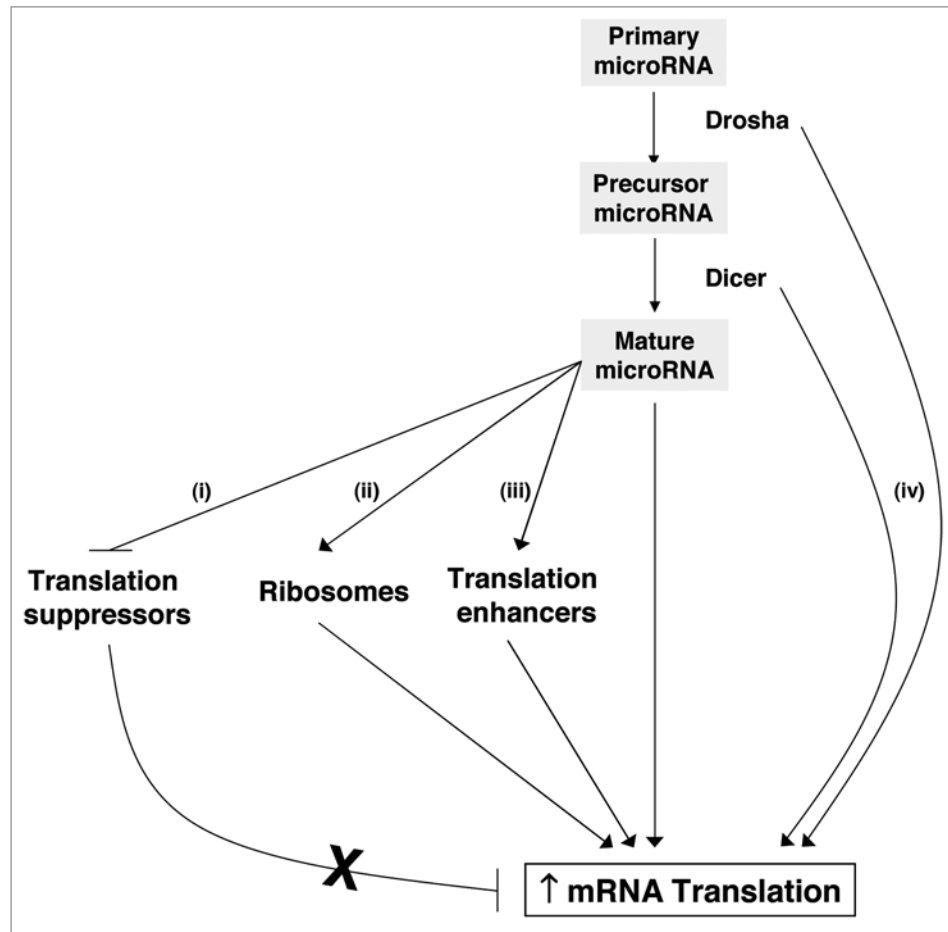 Primary
microRNA
Drosha
Precursor
microRNA
Dicer
Mature
microRNA
(i)
(ii)
(iii)
(iv)
Translation
suppressors
Ribosomes
Translation
enhancers
X
↑ mRNA Translation